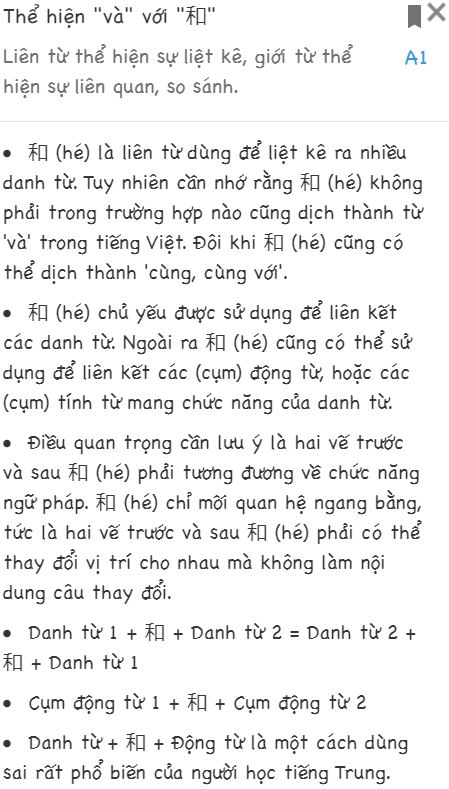 Thể hiện "và" với "和"
Liên từ thể hiện sự liệt kê, giới từ thể
hiện sự liên quan, so sánh.
A1
• 和 (hé) là liên từ dùng để liệt kê ra nhiều
danh từ. Tuy nhiên cần nhớ rằng 和 (hé) không
phải trong trường hợp nào cũng dịch thành từ
'và' trong tiếng Việt. Đôi khi 和 (hé) cũng có
thể dịch thành 'cùng, cùng với'.
• 和 (hé) chủ yếu được sử dụng để liên kết
các danh từ. Ngoài ra 和 (hé) cũng có thể sử
dụng để liên kết các (cụm) động từ, hoặc các
(cụm) tính từ mang chức năng của danh từ.
• Điều quan trọng cần lưu ý là hai vế trước
và sau 和 (hé) phải tương đương về chức năng
ngữ pháp. 和 (hé) chỉ mối quan hệ ngang bằng,
tức là hai vế trước và sau 和 (hé) phải có thể
thay đổi vị trí cho nhau mà không làm nội
dung câu thay đổi.
• Danh từ 1 + 和 + Danh từ 2 = Danh từ 2 +
和 + Danh từ 1
• Cụm động từ 1 + 和 + Cụm động từ 2
• Danh từ + 和 + Động từ là một cách dùng
sai rất phổ biến của người học tiếng Trung.